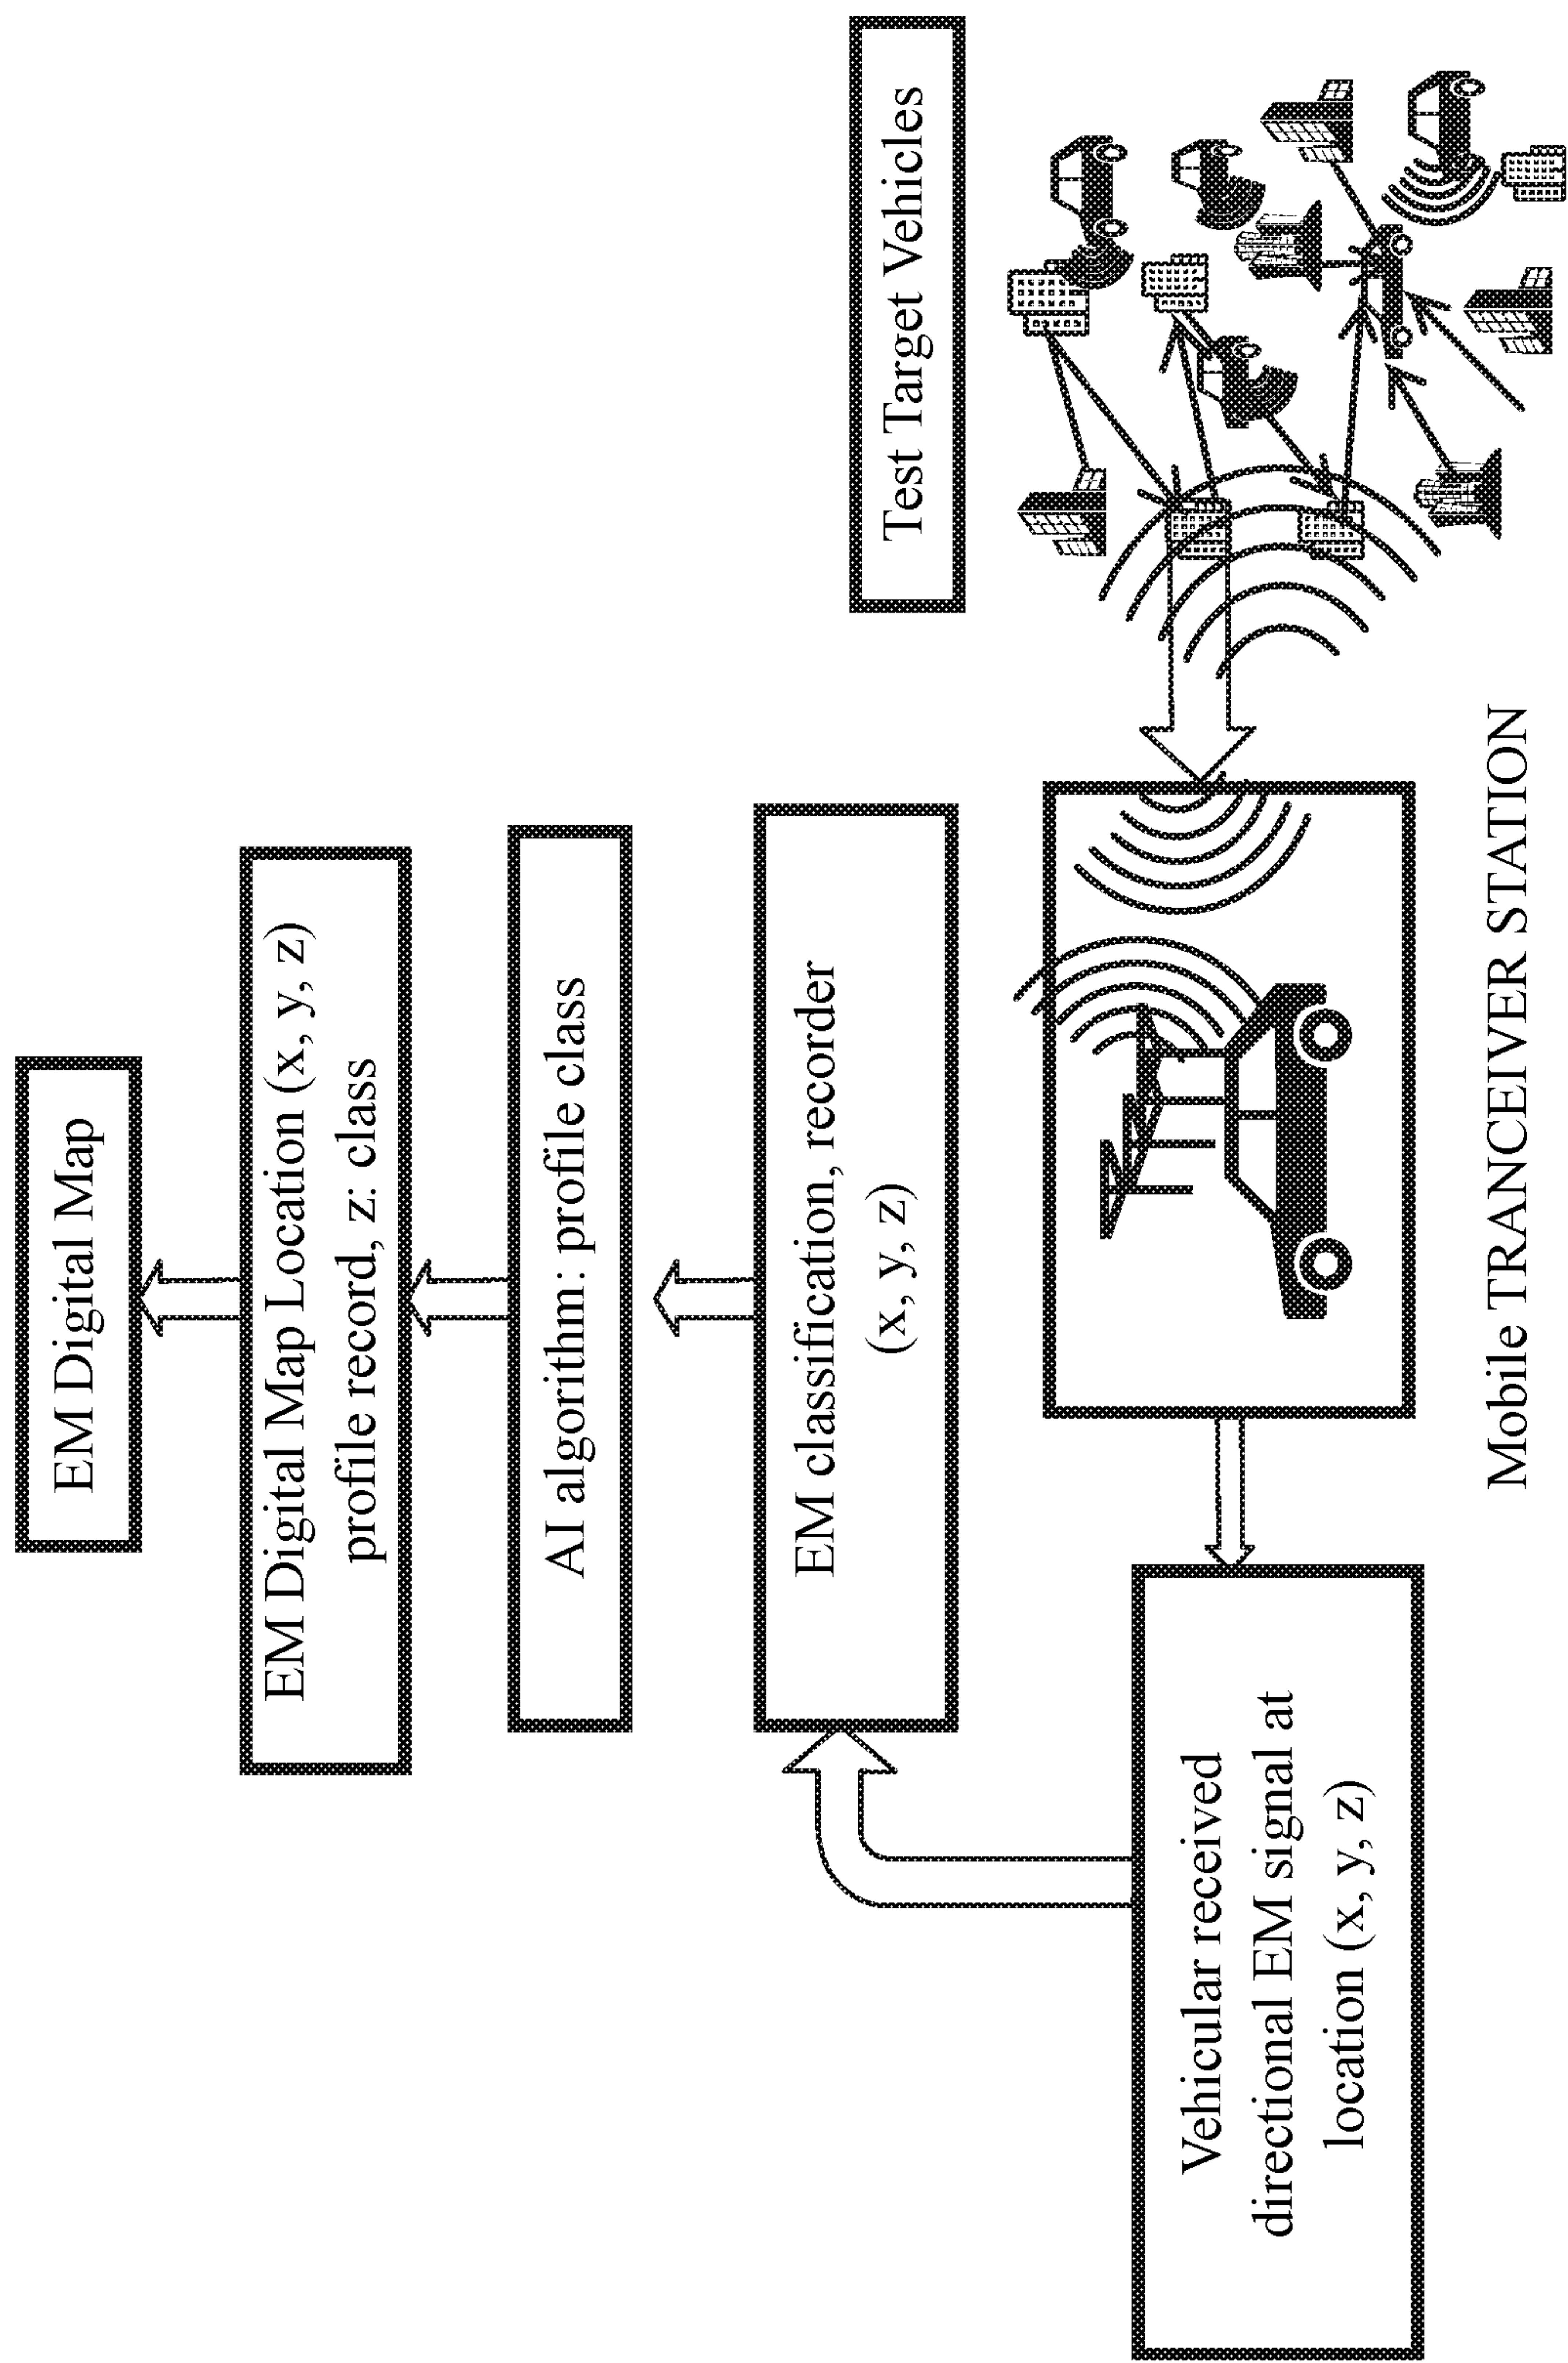 EM Digital Map
EM Digital Map Location (x, y, z)
profile record, z: class
AI algorithm: profile class
EM classification, recorder
(x, y, z)
Test Target Vehicles
Vehicular received
directional EM signal at
location (x, y, z)
Mobile TRANCEIVER STATION